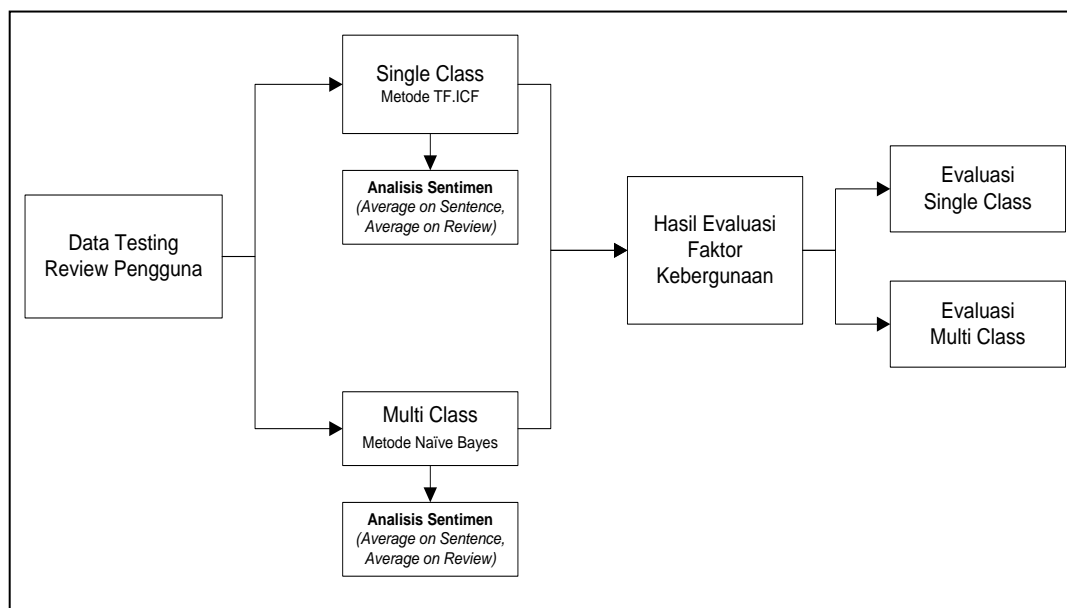 Data Testing
Review Pengguna
Single Class
Metode TF.ICF
Analisis Sentimen
(Average on Sentence,
Average on Review)
Multi Class
Metode Naïve Bayes
Analisis Sentimen
(Average on Sentence,
Average on Review)
Hasil Evaluasi
Faktor
Kebergunaan
Evaluasi
Single Class
Evaluasi
Multi Class